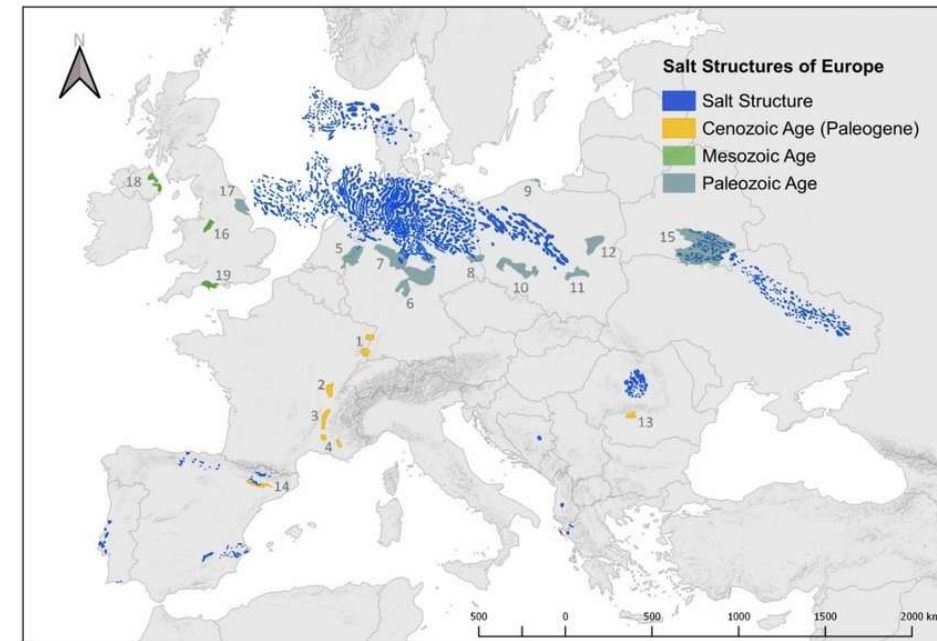 N
Salt Structures of Europe
Salt Structure
Cenozoic Age (Paleogene)
Mesozoic Age
Paleozoic Age
18
17
9
16
5
7
8
10
11
12
15
6
19
1
2
3
4
13
14
500 0 500 1000 1500 2000 km